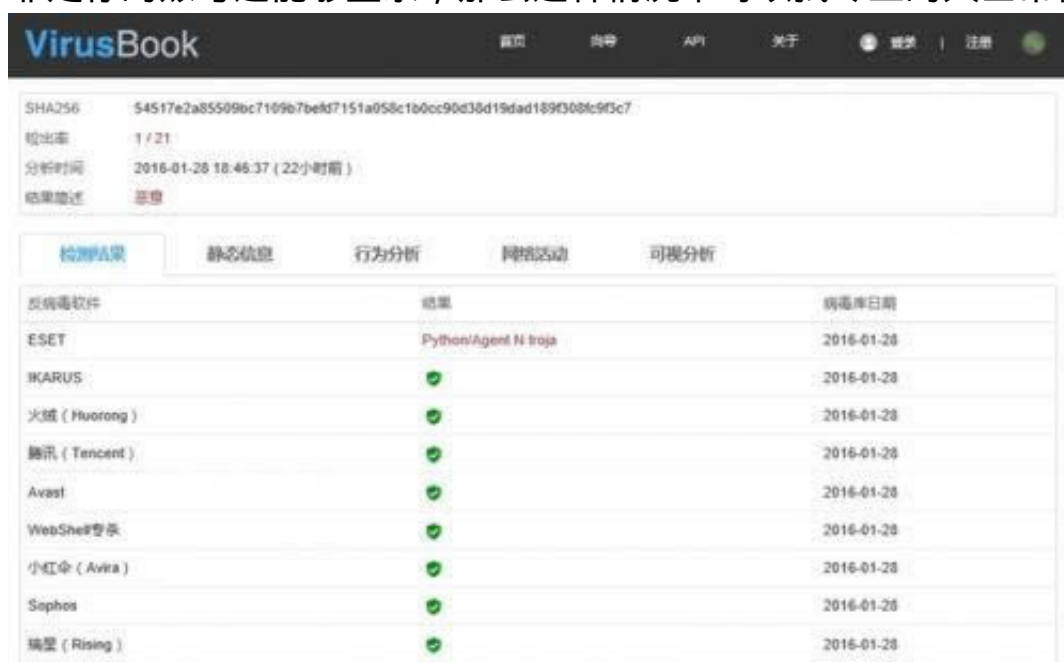 VirusBook 首页 向导 API 关于 登录 | 注册
SHA256 54517e2a85509bc7109b7befd7151a058c1b0cc90d38d19dad189f308fc9f3c7
检出率 1 / 21
分析时间 2016-01-28 18:46:37 ( 22小时前 )
结果简述 恶意
检测结果 静态信息 行为分析 网络活动 可视分析
反病毒软件 结果 病毒库日期
ESET Python/Agent N troja 2016-01-28
IKARUS 2016-01-28
火绒 ( Huorong ) 2016-01-28
腾讯 ( Tencent ) 2016-01-28
Avast 2016-01-28
WebShell专杀 2016-01-28
小红伞 ( Avira ) 2016-01-28
Sophos 2016-01-28
瑞星 ( Rising ) 2016-01-28